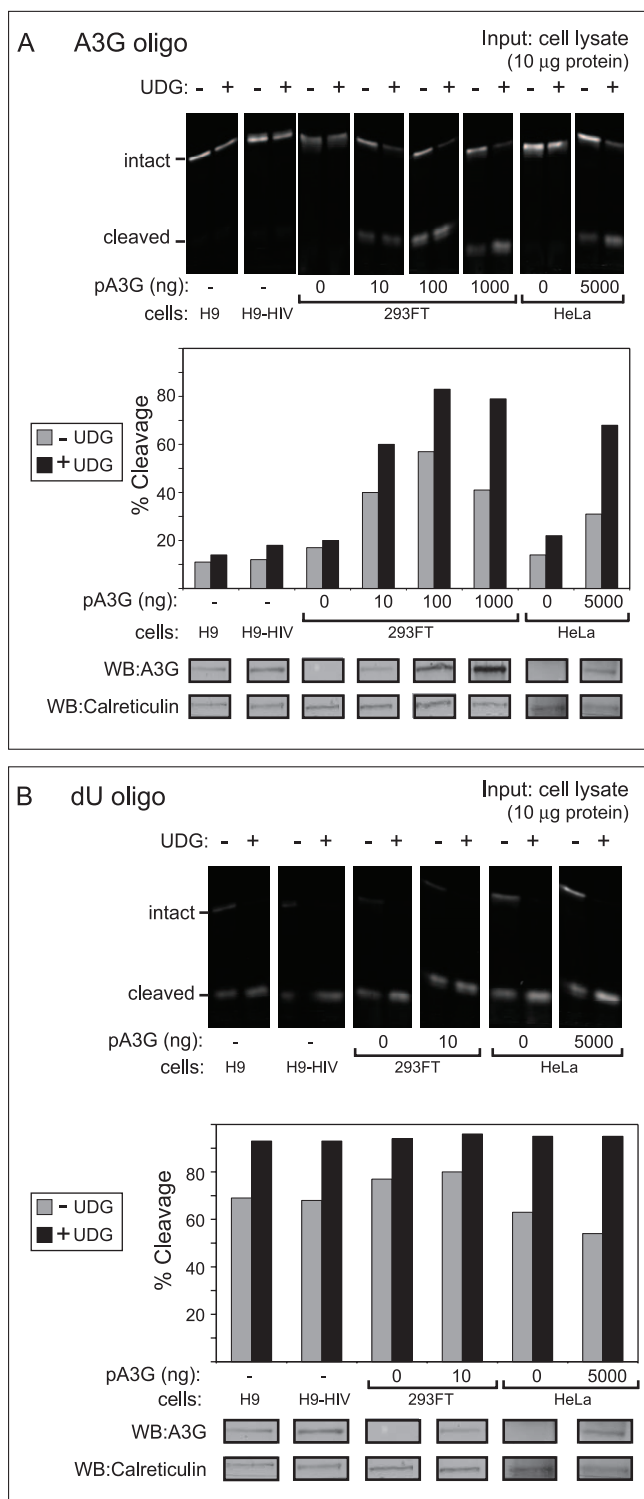 A A3G oligo Input: cell lysate
(10 µg protein)
UDG: - + - + - + - + - + - + - + - +
intact
cleaved
pA3G (ng): - - 0 10 100 1000 0 5000
cells: H9 H9-HIV 293FT HeLa
80
60
40
20
% Cleavage
- UDG
+ UDG
pA3G (ng): - - 0 10 100 1000 0 5000
cells: H9 H9-HIV 293FT HeLa
WB:A3G
WB:Calreticulin
B dU oligo Input: cell lysate
(10 µg protein)
UDG: - + - + - + - + - + - +
intact
cleaved
pA3G (ng): - - 0 10 0 5000
cells: H9 H9-HIV 293FT HeLa
80
60
40
20
% Cleavage
- UDG
+ UDG
pA3G (ng): - - 0 10 0 5000
cells: H9 H9-HIV 293FT HeLa
WB:A3G
WB:Calreticulin